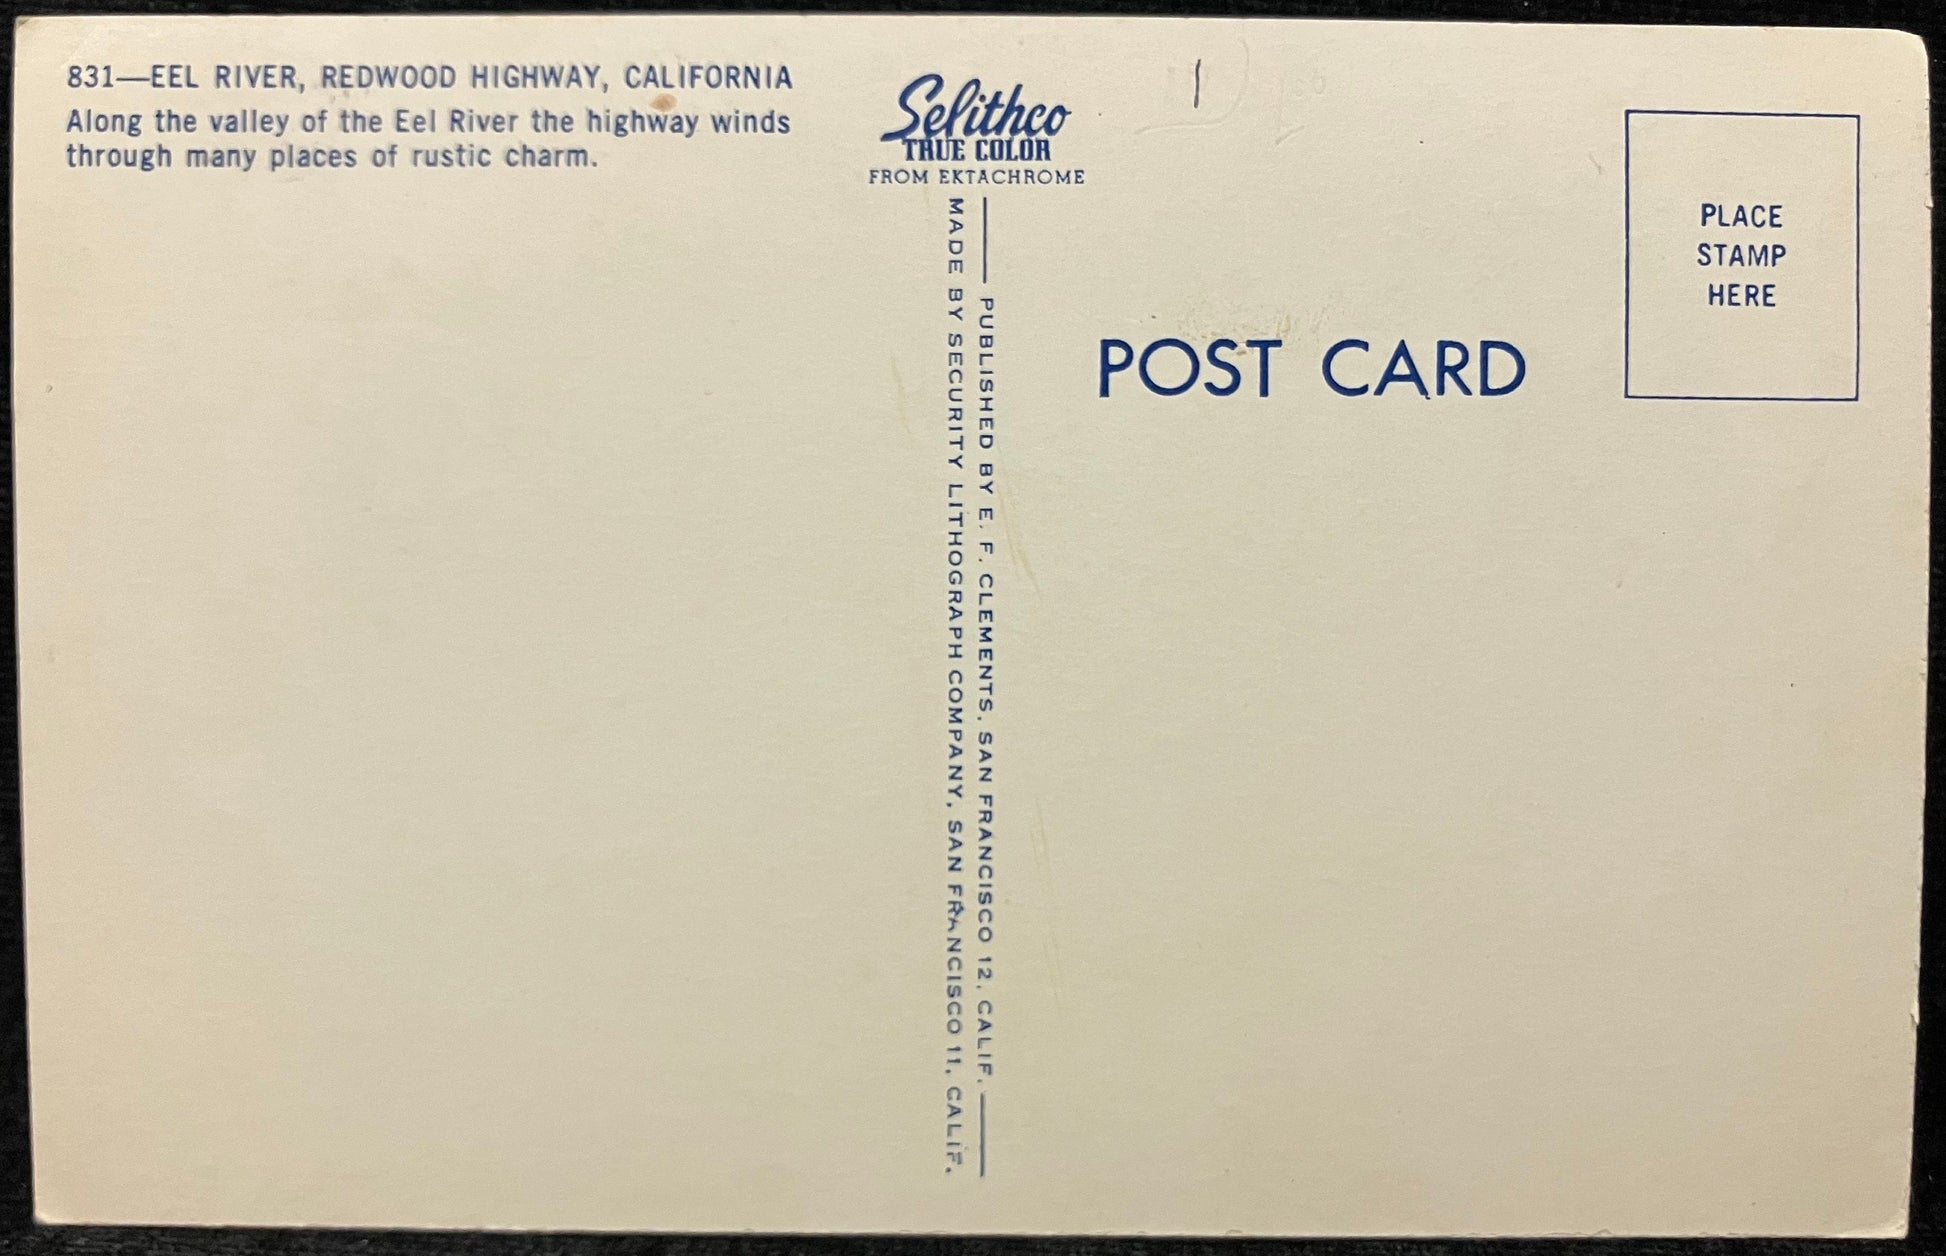 831—EEL RIVER, REDWOOD HIGHWAY, CALIFORNIA
Along the valley of the Eel River the highway winds
through many places of rustic charm.
Selithco
TRUE COLOR
FROM EKTACHROME
PUBLISHED BY E. F. CLEMENTS, SAN FRANCISCO 12, CALIF.
MADE BY SECURITY LITHOGRAPH COMPANY, SAN FRANCISCO 11, CALIF.
POST CARD
PLACE
STAMP
HERE